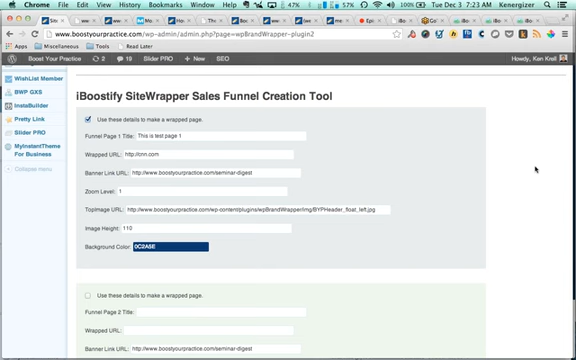 Chrome File Edit View History Bookmarks Window Help
57% Tue Dec 3 7:23 AM Kenergizer
www.boostyourpractice.com/wp-admin/admin.php?page=wpBrandWrapper-plugin2
Apps Miscellaneous Tools Read Later
Boost Your Practice 2 19 Slider PRO + New SEO Howdy, Ken Krell
WishList Member
BWP GXS
InstaBuilder
Pretty Link
Slider PRO
MyInstantTheme
For Business
Collapse menu
iBoostify SiteWrapper Sales Funnel Creation Tool
Use these details to make a wrapped page.
Funnel Page 1 Title: This is test page 1
Wrapped URL: http://cnn.com
Banner Link URL: http://www.boostyourpractice.com/seminar-digest
Zoom Level: 1
TopImage URL: http://www.boostyourpractice.com/wp-content/plugins/wpBrandWrapper/img/BYPHeader_float_left.jpg
Image Height: 110
Background Color: 0C2A5E
Use these details to make a wrapped page.
Funnel Page 2 Title:
Wrapped URL:
Banner Link URL: http://www.boostyourpractice.com/seminar-digest